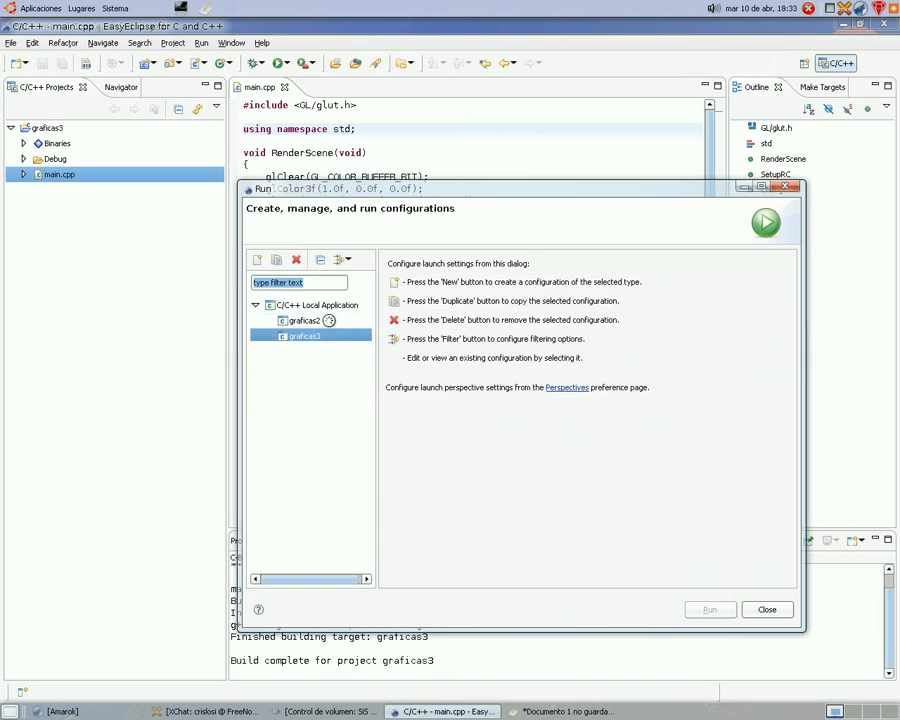 Aplicaciones Lugares Sistema
mar 10 de abr, 18:33
C/C++ - main.cpp - EasyEclipse for C and C++
File Edit Refactor Navigate Search Project Run Window Help
C/C++
C/C++ Projects Navigator
main.cpp
Outline Make Targets
graficas3
Binaries
Debug
main.cpp
#include <GL/glut.h>
using namespace std;
void RenderScene(void)
{
glClear(GL_COLOR_BUFFER_BIT);
Color3f(1.0f, 0.0f, 0.0f);
GL/glut.h
std
RenderScene
SetupRC
Run
Create, manage, and run configurations
type filter text
C/C++ Local Application
graficas2
graficas3
Configure launch settings from this dialog:
- Press the 'New' button to create a configuration of the selected type.
- Press the 'Duplicate' button to copy the selected configuration.
- Press the 'Delete' button to remove the selected configuration.
- Press the 'Filter' button to configure filtering options.
- Edit or view an existing configuration by selecting it.
Configure launch perspective settings from the Perspectives preference page.
Run Close
Finished building target: graficas3
Build complete for project graficas3
[Amarok]
[XChat: crislosi @ FreeNo...
[Control de volumen: SiS ...
C/C++ - main.cpp - Easy...
*Documento 1 no guarda...